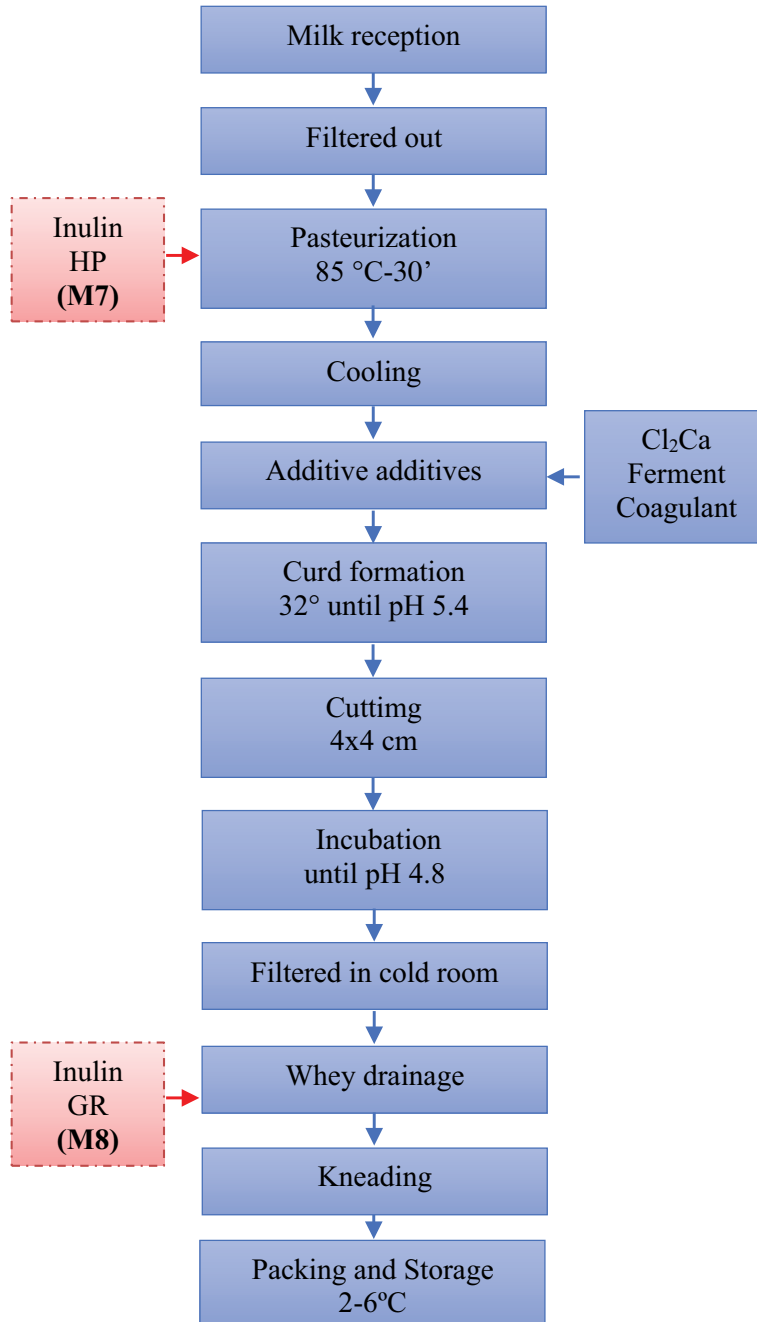 Milk reception
Filtered out
Inulin
HP
(M7)
Pasteurization
85 °C-30’
Cooling
Additive additives
Cl₂Ca
Ferment
Coagulant
Curd formation
32° until pH 5.4
Cuttimg
4x4 cm
Incubation
until pH 4.8
Filtered in cold room
Inulin
GR
(M8)
Whey drainage
Kneading
Packing and Storage
2-6ºC